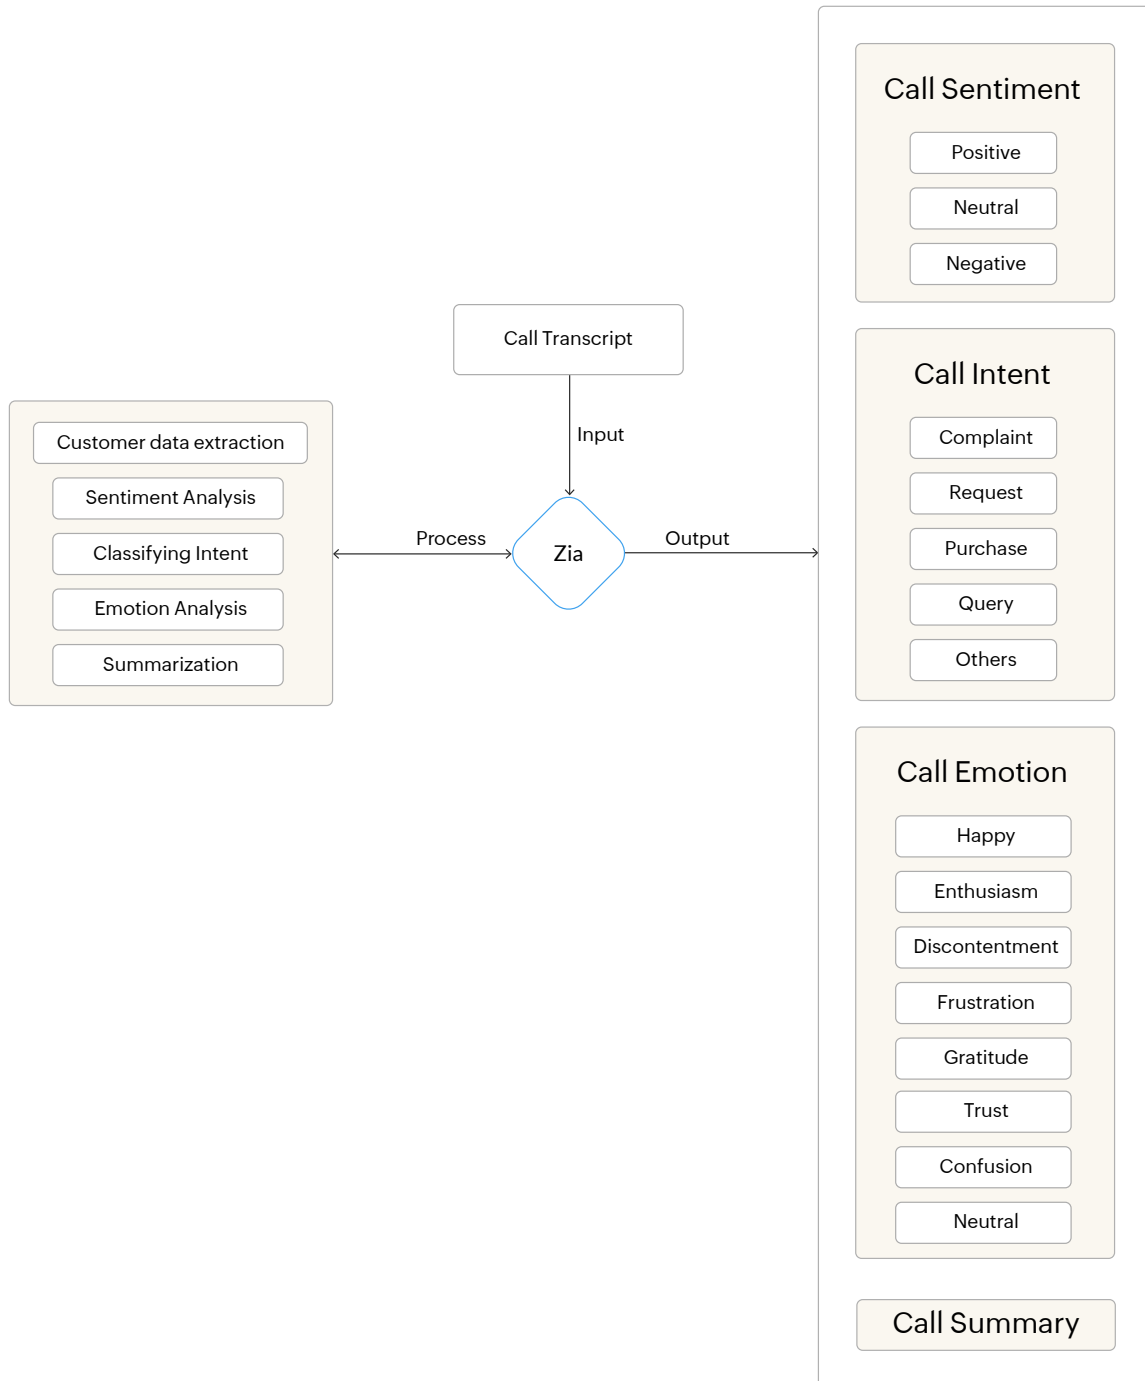 Call Transcript
Input
Customer data extraction
Sentiment Analysis
Classifying Intent
Emotion Analysis
Summarization
Process
Zia
Output
Call Sentiment
Positive
Neutral
Negative
Call Intent
Complaint
Request
Purchase
Query
Others
Call Emotion
Happy
Enthusiasm
Discontentment
Frustration
Gratitude
Trust
Confusion
Neutral
Call Summary